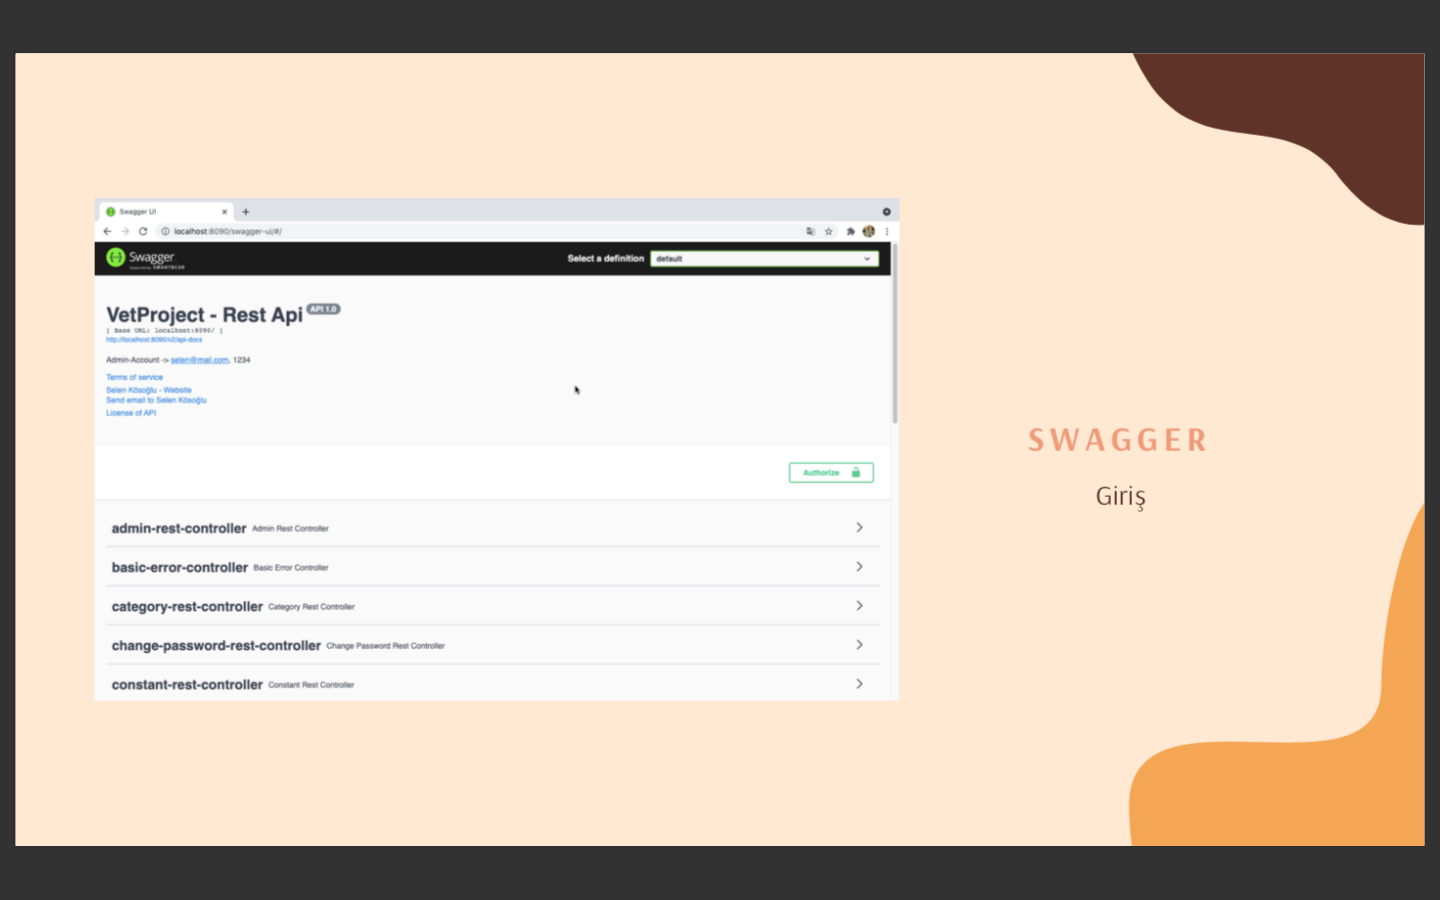 Swagger UI
localhost:8090/swagger-ui/#/
Swagger
Supported by SMARTBEAR
Select a definition
default
VetProject - Rest Api API 1.0
[ Base URL: localhost:8090/ ]
http://localhost:8090/v2/api-docs
Admin-Account -> selen@mail.com, 1234
Terms of service
Selen Kösoğlu - Website
Send email to Selen Kösoğlu
License of API
Authorize
admin-rest-controller Admin Rest Controller
basic-error-controller Basic Error Controller
category-rest-controller Category Rest Controller
change-password-rest-controller Change Password Rest Controller
constant-rest-controller Constant Rest Controller
SWAGGER
Giriş